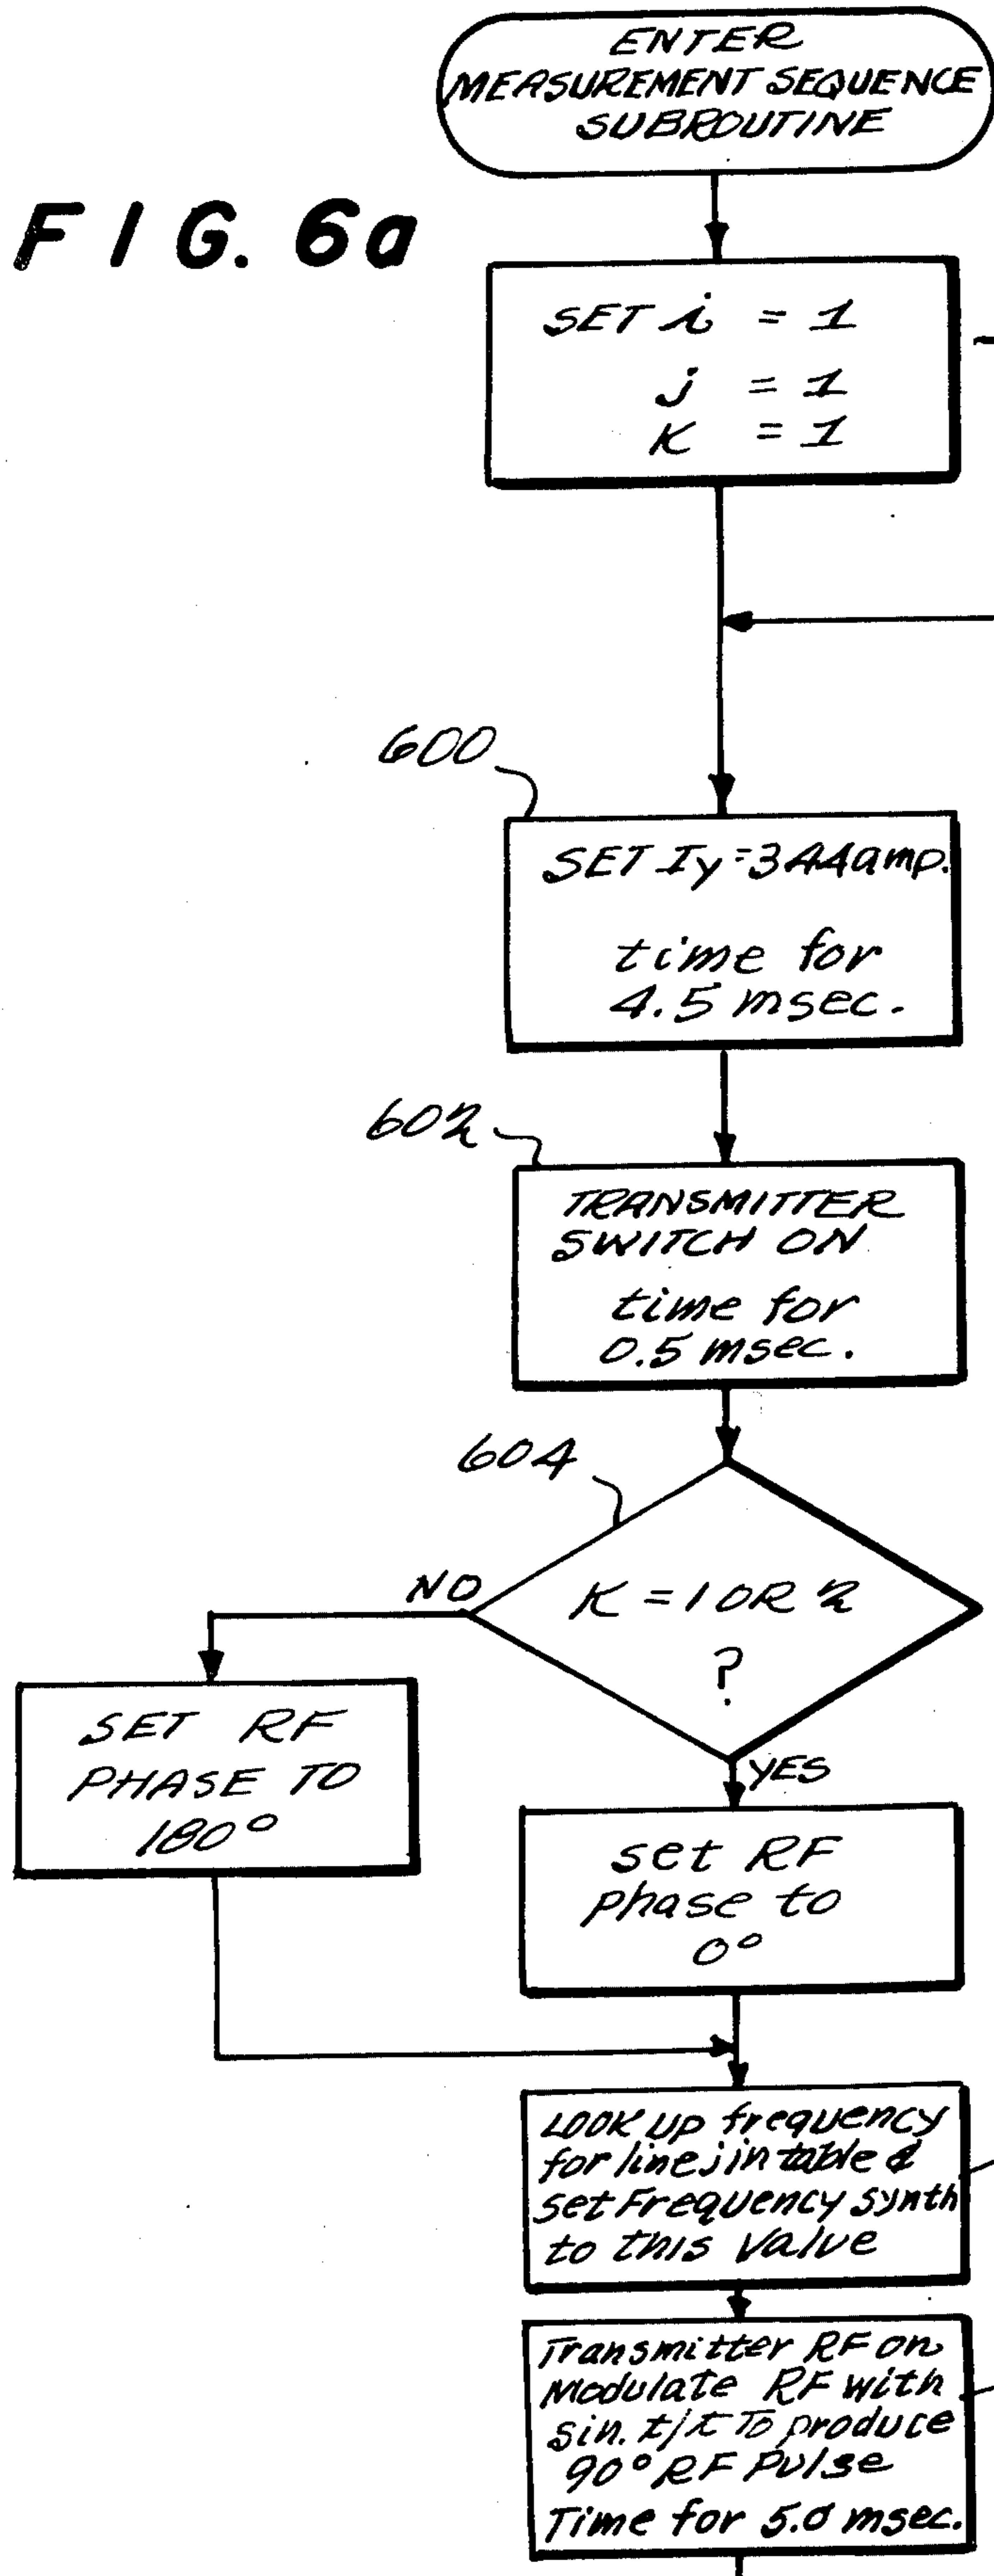 ENTER
MEASUREMENT SEQUENCE
SUBROUTINE
FIG. 6a
SET i = 1
j = 1
K = 1
600
SET Iy = 344amp.
time for
4.5 msec.
602
TRANSMITTER
SWITCH ON
time for
0.5 msec.
604
K = 1 OR 2
?
NO
YES
SET RF
PHASE TO
180°
set RF
phase to
0°
LOOK UP frequency
for line j in table &
set Frequency synth
to this Value
Transmitter RF on
Modulate RF with
sin. t/t To produce
90° RF Pulse
Time for 5.0 msec.